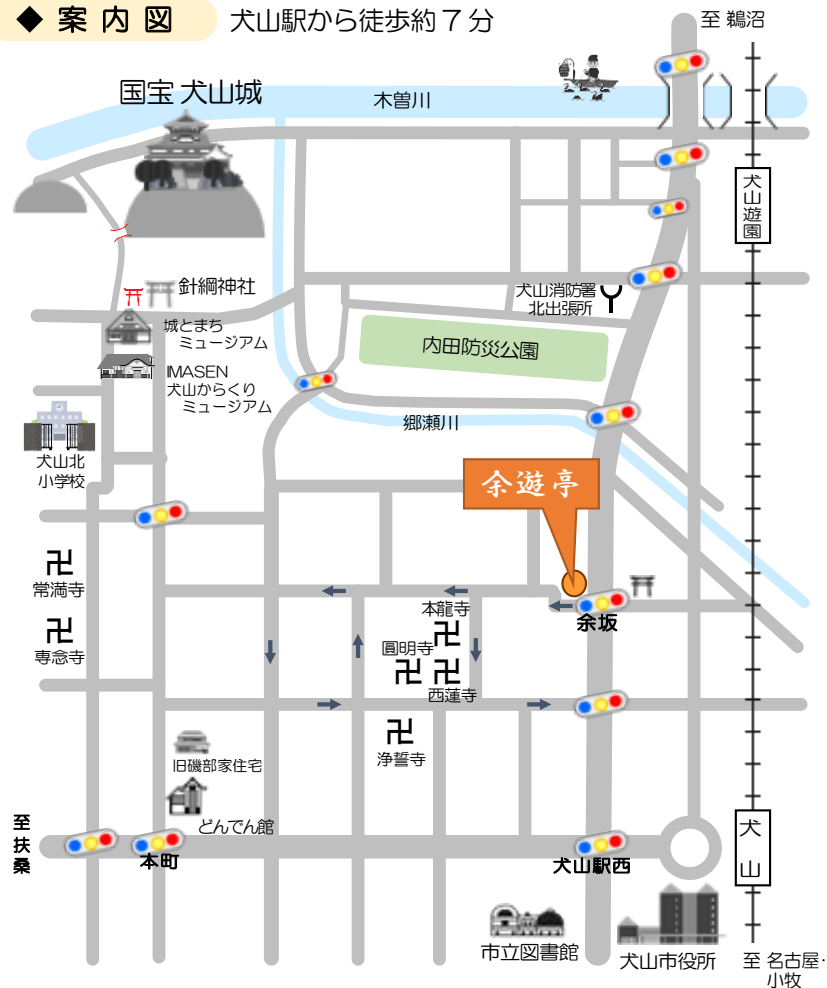 ◆ 案 内 図
犬山駅から徒歩約7分
至 鵜沼
国宝 犬山城
木曽川
犬山遊園
針綱神社
犬山消防署
北出張所
城とまち
ミュージアム
内田防災公園
IMASEN
犬山からくり
ミュージアム
郷瀬川
犬山北
小学校
余遊亭
常満寺
本龍寺
余坂
圓明寺
専念寺
西蓮寺
浄誓寺
旧磯部家住宅
どんでん館
至扶桑
本町
犬山駅西
犬山
市立図書館
犬山市役所
至 名古屋・
小牧